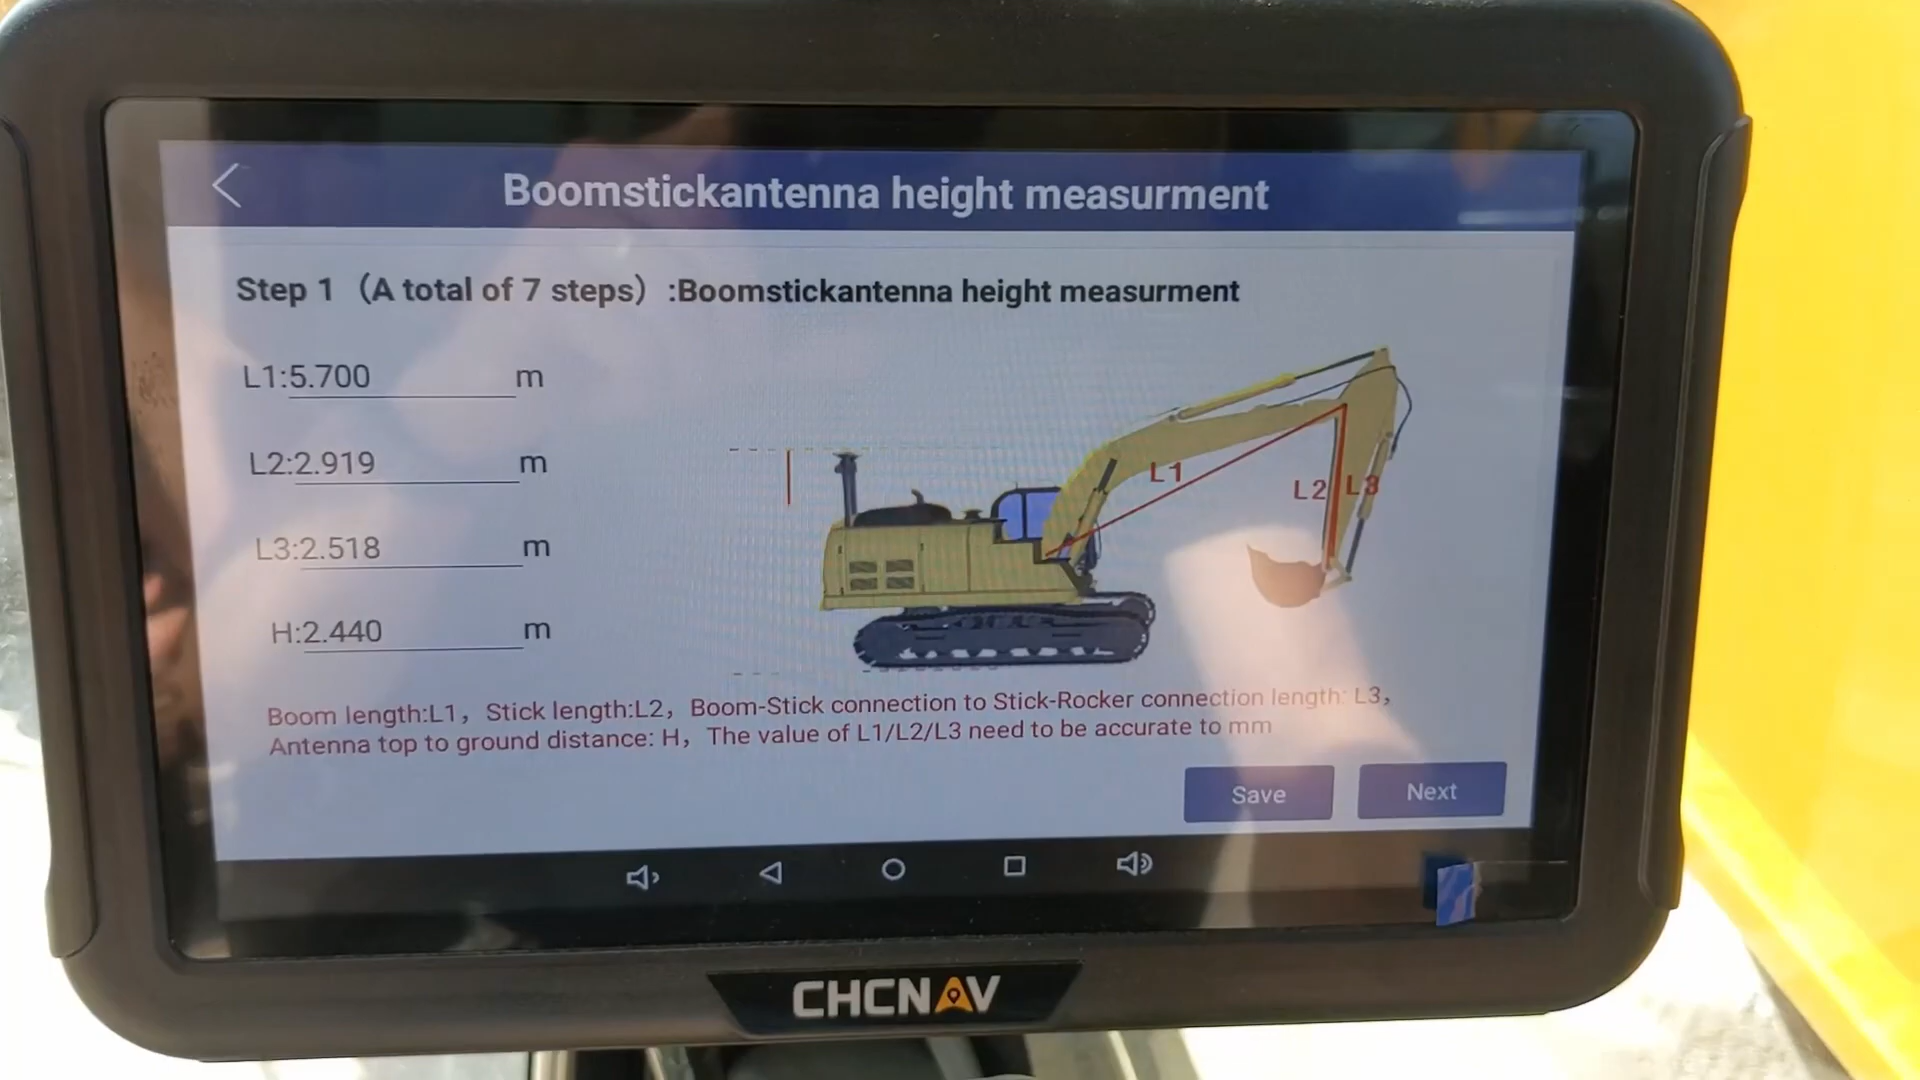 Boomstickantenna height measurment
Step 1（A total of 7 steps）:Boomstickantenna height measurment
L1:5.700 m
L2:2.919 m
L3:2.518 m
H:2.440 m
L1
L2 L3
Boom length:L1，Stick length:L2，Boom-Stick connection to Stick-Rocker connection length: L3，
Antenna top to ground distance: H，The value of L1/L2/L3 need to be accurate to mm
Save Next
CHCNAV